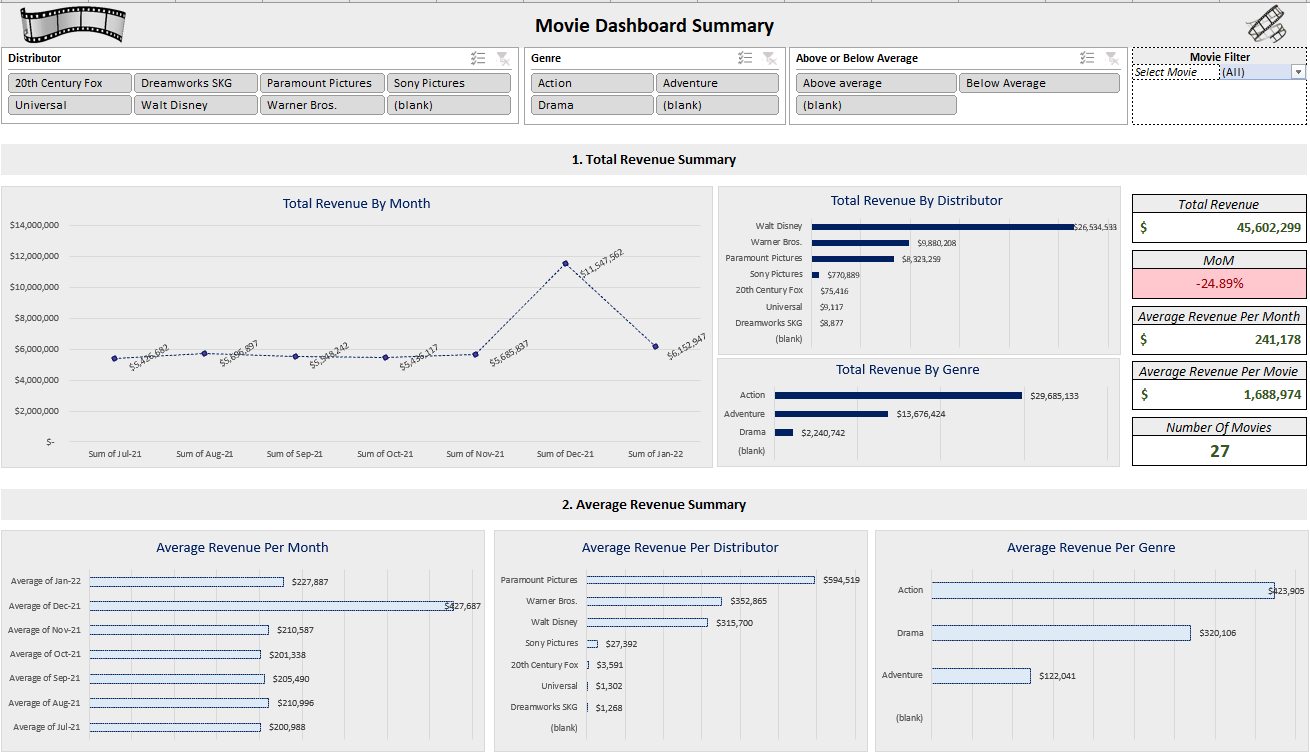 Movie Dashboard Summary
Distributor
20th Century Fox Dreamworks SKG Paramount Pictures Sony Pictures
Universal Walt Disney Warner Bros. (blank)
Genre
Action Adventure
Drama (blank)
Above or Below Average
Above average Below Average
(blank)
Movie Filter
Select Movie (All)
1. Total Revenue Summary
Total Revenue By Month
$14,000,000
$12,000,000
$10,000,000
$8,000,000
$6,000,000
$4,000,000
$2,000,000
$-
$5,426,682
$5,696,897
$5,435,117
$5,685,837
$11,547,562
$6,152,947
Sum of Jul-21 Sum of Aug-21 Sum of Sep-21 Sum of Oct-21 Sum of Nov-21 Sum of Dec-21 Sum of Jan-22
Total Revenue By Distributor
Walt Disney $26,534,533
Warner Bros. $9,880,208
Paramount Pictures $8,323,259
Sony Pictures $770,889
20th Century Fox $75,416
Universal $9,117
Dreamworks SKG $8,877
(blank)
Total Revenue By Genre
Action $29,685,133
Adventure $13,676,424
Drama $2,240,742
(blank)
Total Revenue
$ 45,602,299
MoM
-24.89%
Average Revenue Per Month
$ 241,178
Average Revenue Per Movie
$ 1,688,974
Number Of Movies
27
2. Average Revenue Summary
Average Revenue Per Month
Average of Jan-22 $227,887
Average of Dec-21 $427,687
Average of Nov-21 $210,587
Average of Oct-21 $201,338
Average of Sep-21 $205,490
Average of Aug-21 $210,996
Average of Jul-21 $200,988
Average Revenue Per Distributor
Paramount Pictures $594,519
Warner Bros. $352,865
Walt Disney $315,700
Sony Pictures $27,392
20th Century Fox $3,591
Universal $1,302
Dreamworks SKG $1,268
(blank)
Average Revenue Per Genre
Action $423,905
Drama $320,106
Adventure $122,041
(blank)